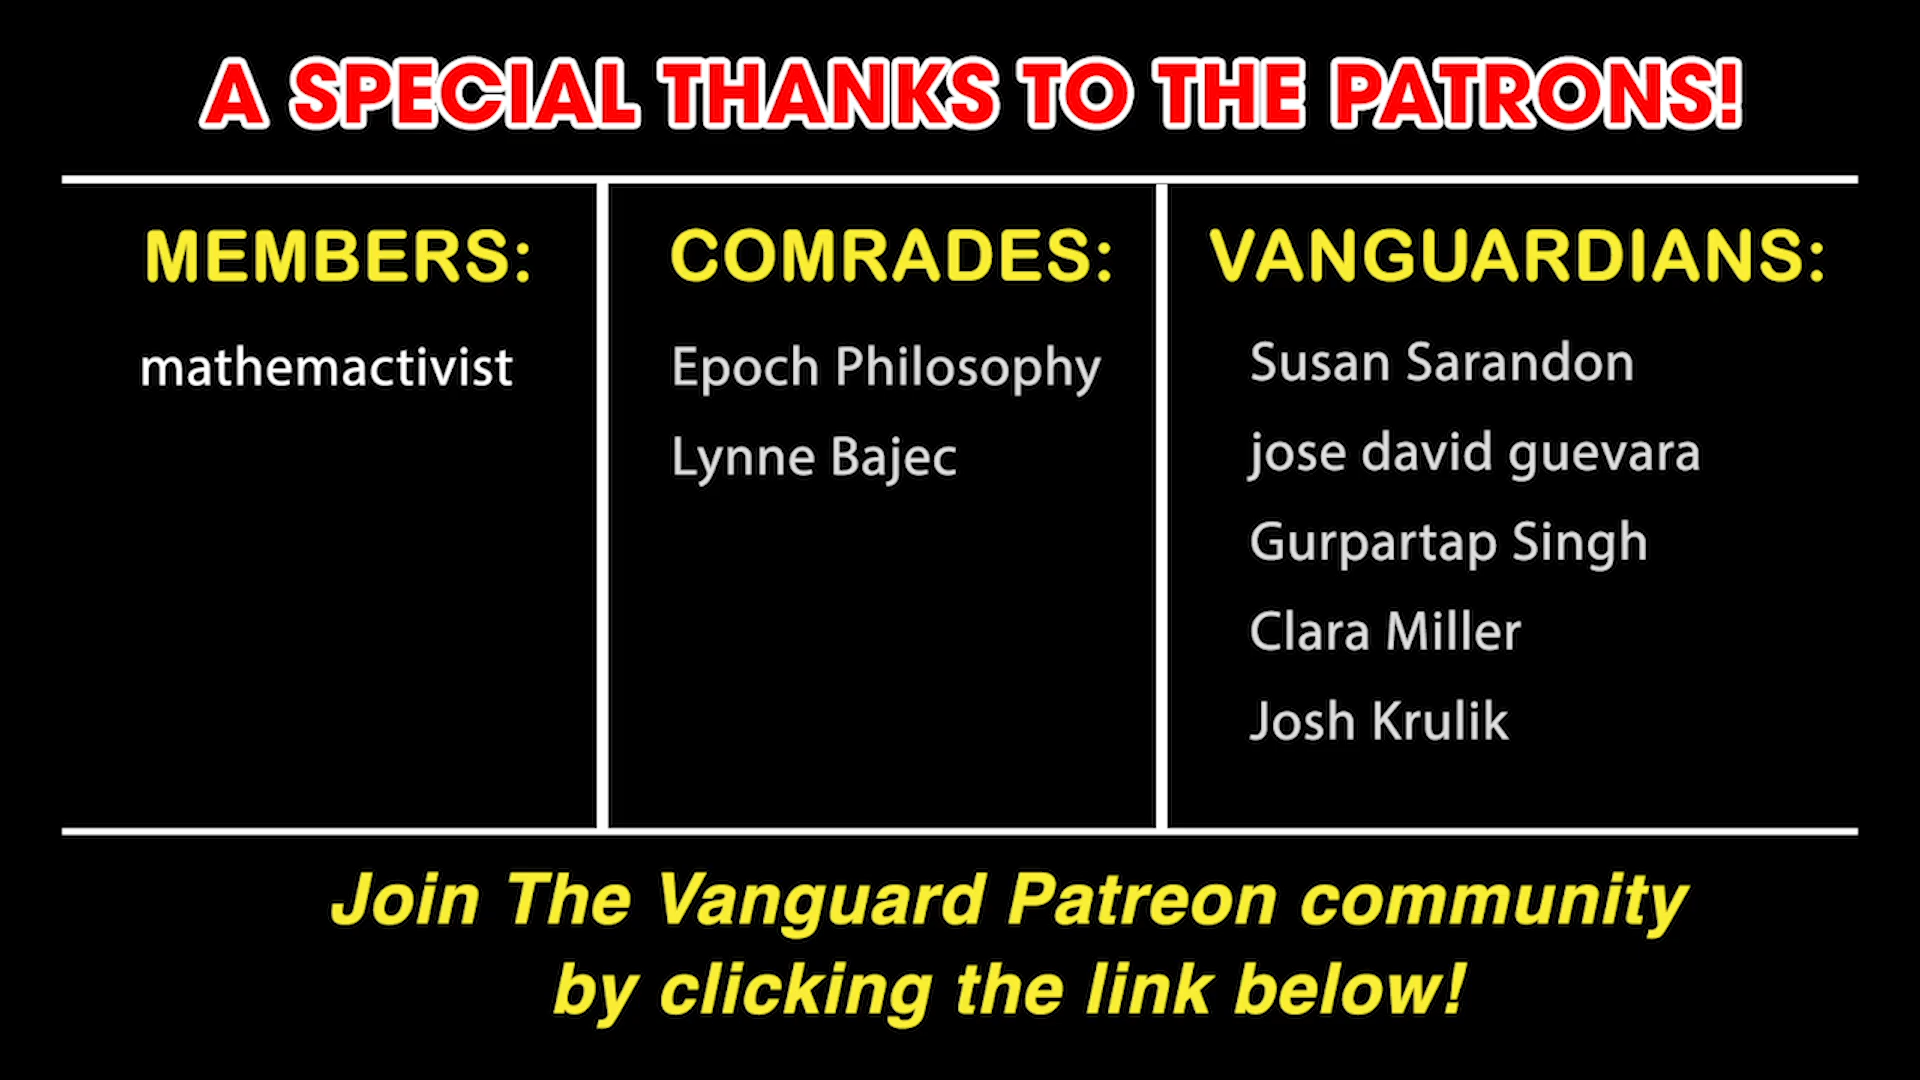 A SPECIAL THANKS TO THE PATRONS!
MEMBERS:
mathemactivist
COMRADES:
Epoch Philosophy
Lynne Bajec
VANGUARDIANS:
Susan Sarandon
jose david guevara
Gurpartap Singh
Clara Miller
Josh Krulik
Join The Vanguard Patreon community
by clicking the link below!